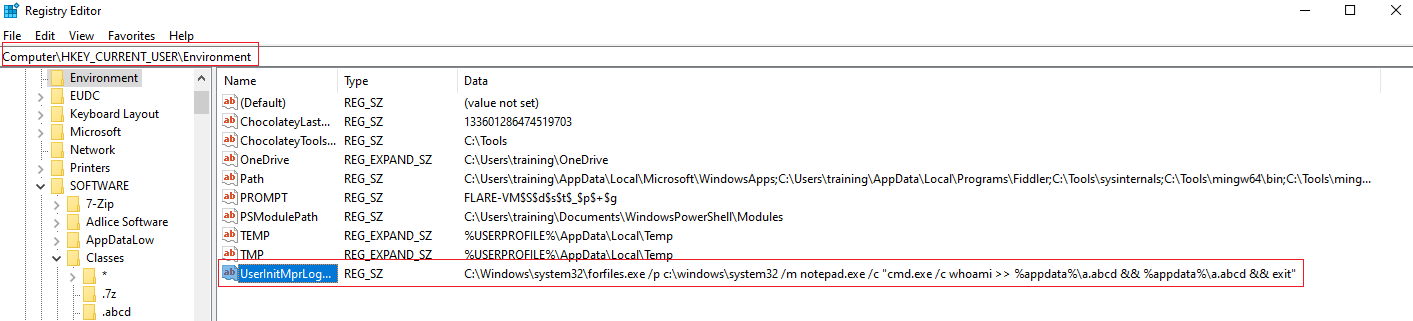 Registry Editor
File Edit View Favorites Help
Computer\HKEY_CURRENT_USER\Environment
Environment
EUDC
Keyboard Layout
Microsoft
Network
Printers
SOFTWARE
7-Zip
Adlice Software
AppDataLow
Classes
*
.7z
.abcd
Name Type Data
(Default) REG_SZ (value not set)
ChocolateyLast... REG_SZ 133601286474519703
ChocolateyTools... REG_SZ C:\Tools
OneDrive REG_EXPAND_SZ C:\Users\training\OneDrive
Path REG_SZ C:\Users\training\AppData\Local\Microsoft\WindowsApps;C:\Users\training\AppData\Local\Programs\Fiddler;C:\Tools\sysinternals;C:\Tools\mingw64\bin;C:\Tools\ming...
PROMPT REG_SZ FLARE-VM$S$d$s$t$_$p$+$g
PSModulePath REG_SZ C:\Users\training\Documents\WindowsPowerShell\Modules
TEMP REG_EXPAND_SZ %USERPROFILE%\AppData\Local\Temp
TMP REG_EXPAND_SZ %USERPROFILE%\AppData\Local\Temp
UserInitMprLog... REG_SZ C:\Windows\system32\forfiles.exe /p c:\windows\system32 /m notepad.exe /c "cmd.exe /c whoami >> %appdata%\a.abcd && %appdata%\a.abcd && exit"